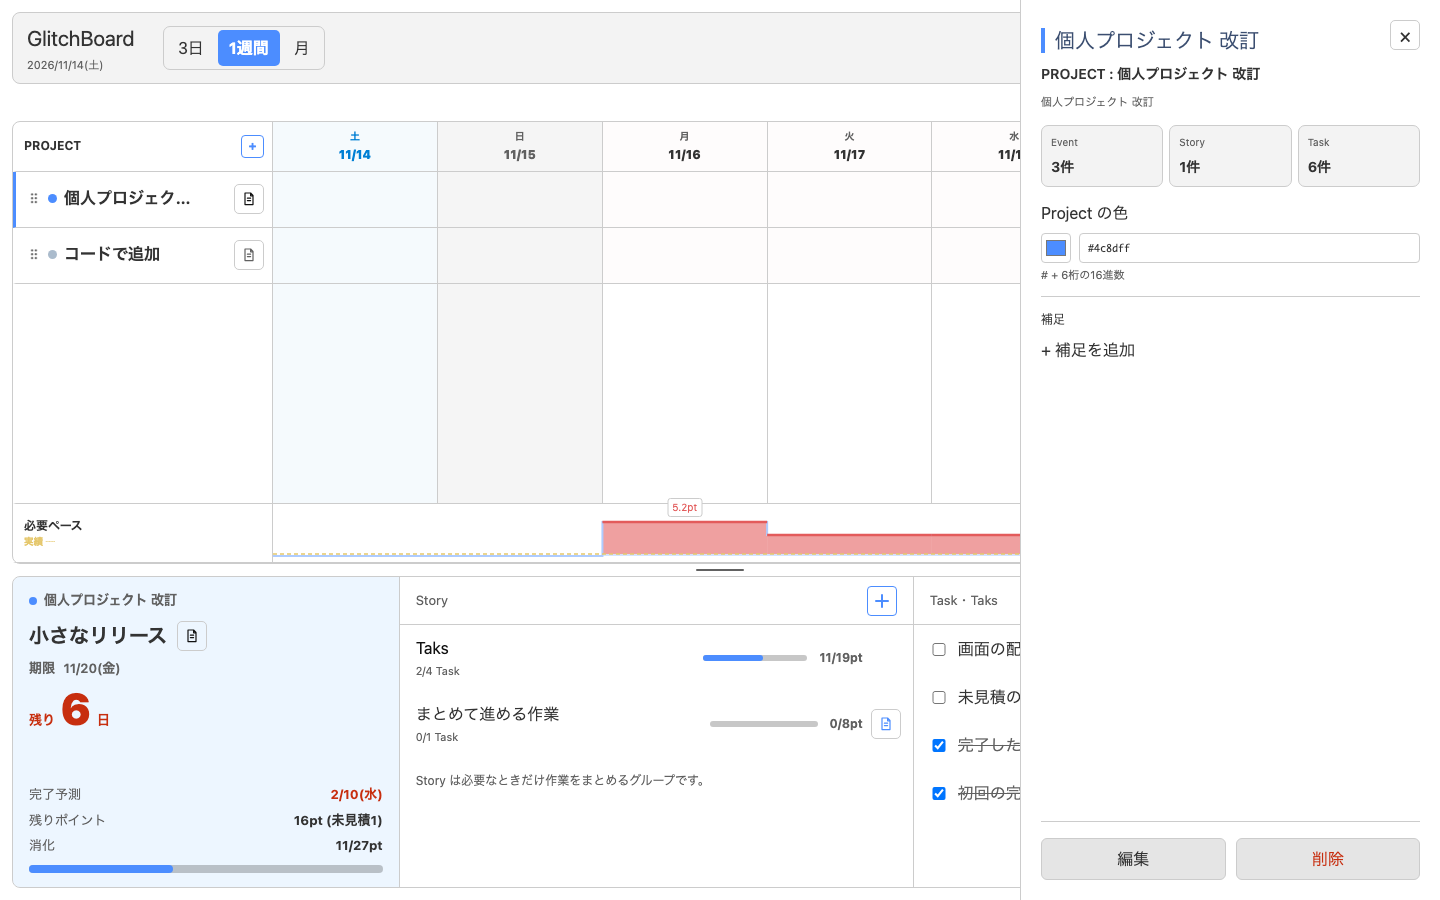 GlitchBoard
2026/11/14(土)
3日
1週間
月
PROJECT
+
土
11/14
日
11/15
月
11/16
火
11/17
水
11/1
個人プロジェク...
コードで追加
必要ペース
実績 —
5.2pt
個人プロジェクト 改訂
小さなリリース
期限 11/20(金)
残り 6 日
完了予測 2/10(水)
残りポイント 16pt (未見積1)
消化 11/27pt
Story
+
Taks
2/4 Task
11/19pt
まとめて進める作業
0/1 Task
0/8pt
Story は必要なときだけ作業をまとめるグループです。
Task・Taks
画面の配
未見積の
完了した
初回の完
個人プロジェクト 改訂
×
PROJECT : 個人プロジェクト 改訂
個人プロジェクト 改訂
Event
3件
Story
1件
Task
6件
Project の色
#4c8dff
# + 6桁の16進数
補足
+ 補足を追加
編集
削除